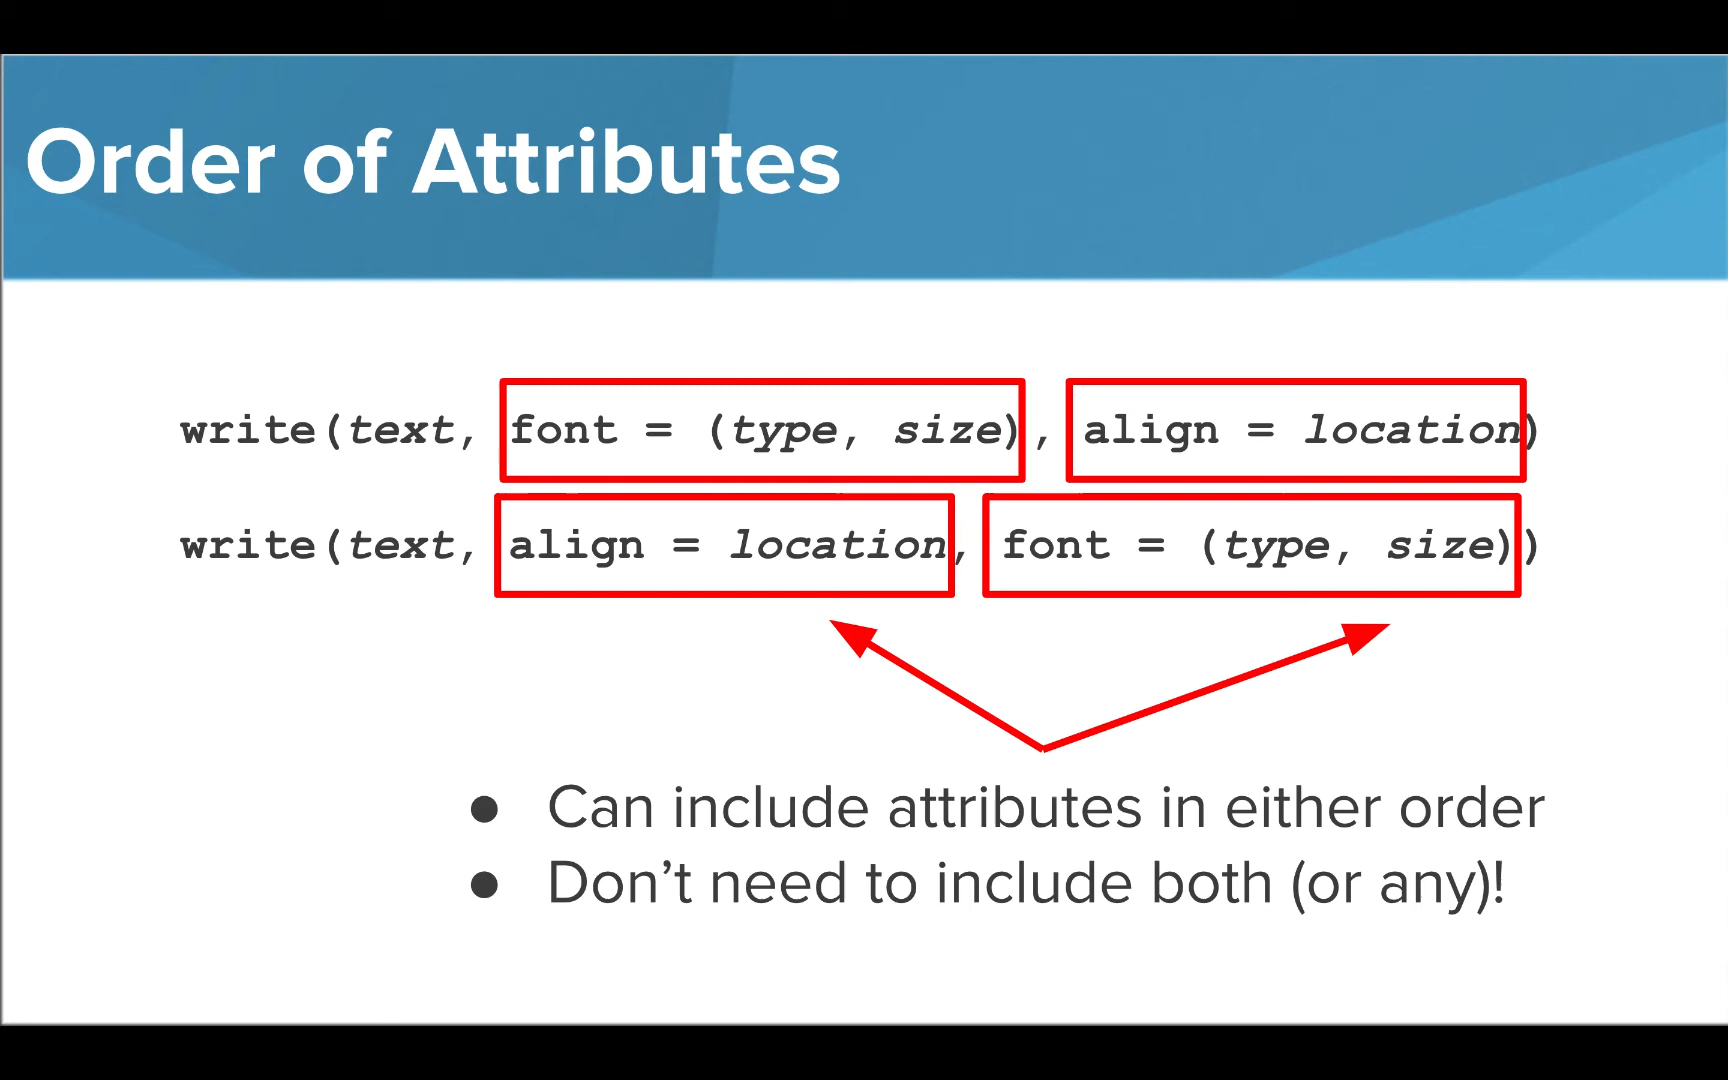 Order of Attributes
write(text, font = (type, size), align = location)
write(text, align = location, font = (type, size))
● Can include attributes in either order
● Don’t need to include both (or any)!